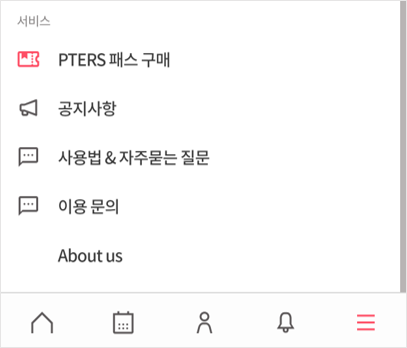 서비스
PTERS 패스 구매
공지사항
사용법 & 자주묻는 질문
이용 문의
About us